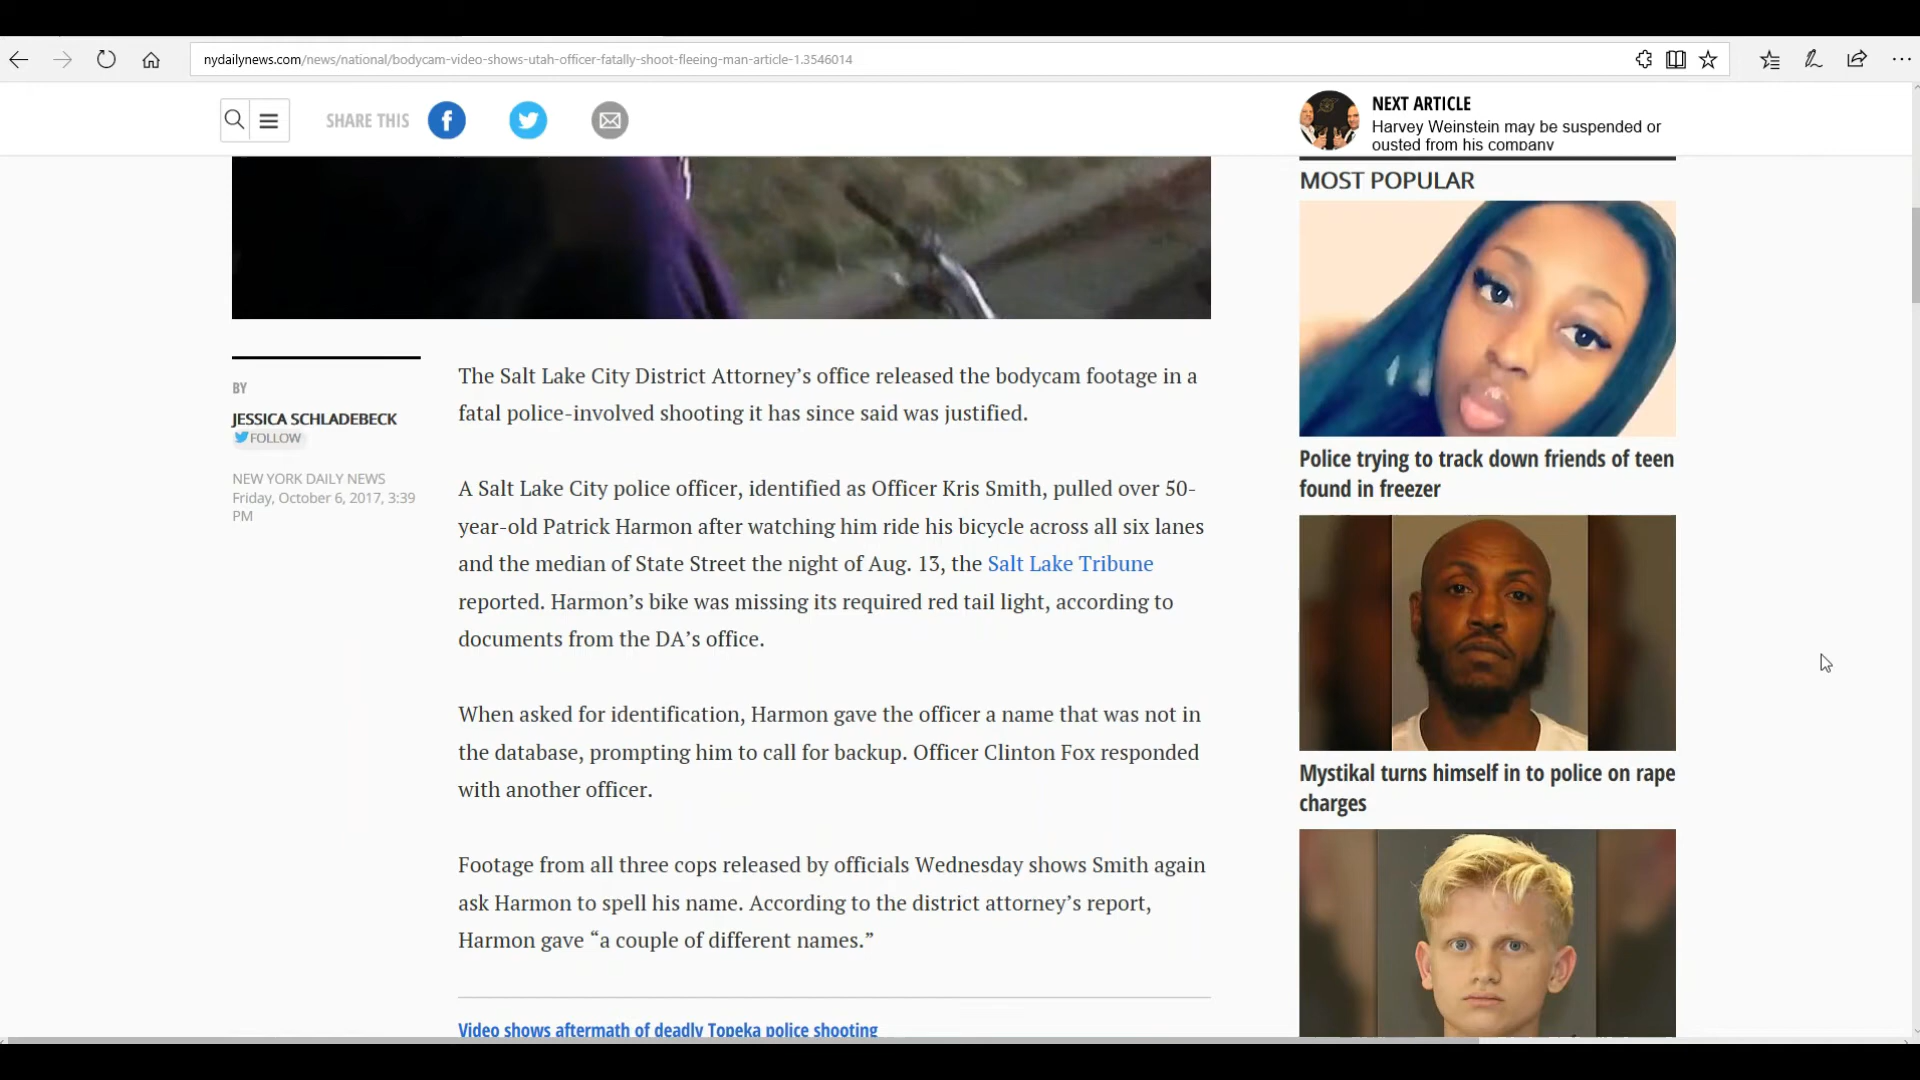 nydailynews.com/news/national/bodycam-video-shows-utah-officer-fatally-shoot-fleeing-man-article-1.3546014
SHARE THIS
NEXT ARTICLE
Harvey Weinstein may be suspended or
ousted from his company
MOST POPULAR
BY
JESSICA SCHLADEBECK
FOLLOW
NEW YORK DAILY NEWS
Friday, October 6, 2017, 3:39
PM
The Salt Lake City District Attorney’s office released the bodycam footage in a
fatal police-involved shooting it has since said was justified.
A Salt Lake City police officer, identified as Officer Kris Smith, pulled over 50-
year-old Patrick Harmon after watching him ride his bicycle across all six lanes
and the median of State Street the night of Aug. 13, the Salt Lake Tribune
reported. Harmon’s bike was missing its required red tail light, according to
documents from the DA’s office.
When asked for identification, Harmon gave the officer a name that was not in
the database, prompting him to call for backup. Officer Clinton Fox responded
with another officer.
Footage from all three cops released by officials Wednesday shows Smith again
ask Harmon to spell his name. According to the district attorney’s report,
Harmon gave “a couple of different names.”
Video shows aftermath of deadly Topeka police shooting
Police trying to track down friends of teen
found in freezer
Mystikal turns himself in to police on rape
charges